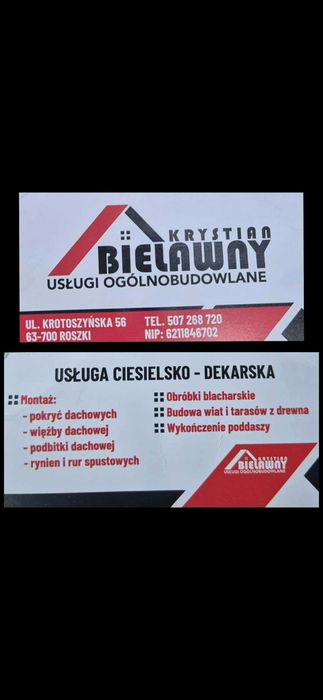 KRYSTIAN
BIELAWNY
USŁUGI OGÓLNOBUDOWLANE
UL. KROTOSZYŃSKA 56 TEL. 507 268 720
63-700 ROSZKI NIP: 6211846702
USŁUGA CIESIELSKO - DEKARSKA
Montaż:
- pokryć dachowych
- więźby dachowej
- podbitki dachowej
- rynien i rur spustowych
Obróbki blacharskie
Budowa wiat i tarasów z drewna
Wykończenie poddaszy
KRYSTIAN
BIELAWNY
USŁUGI OGÓLNOBUDOWLANE